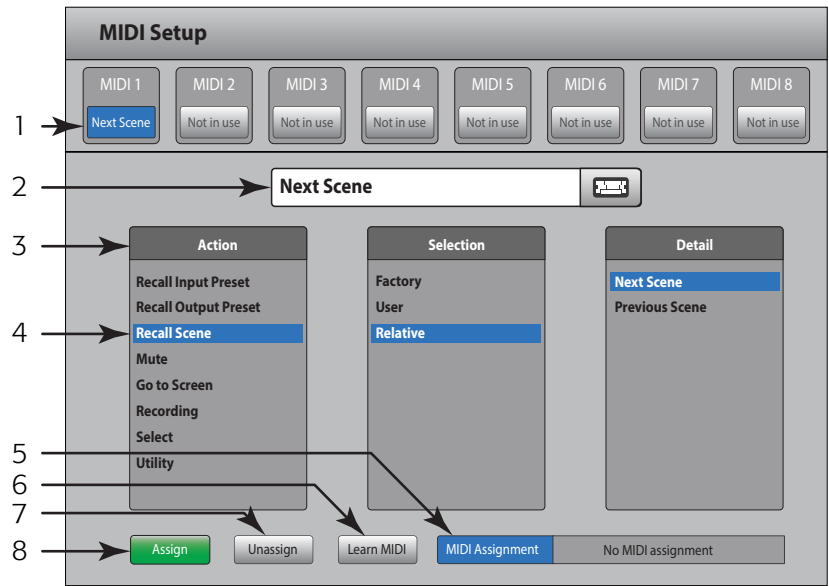 MIDI Setup
MIDI 1 MIDI 2 MIDI 3 MIDI 4 MIDI 5 MIDI 6 MIDI 7 MIDI 8
1 Next Scene Not in use Not in use Not in use Not in use Not in use Not in use Not in use
2 Next Scene
3 Action Selection Detail
Recall Input Preset Factory Next Scene
Recall Output Preset User Previous Scene
4 Recall Scene Relative
Mute
Go to Screen
Recording
Select
5
Utility
6
7
8 Assign Unassign Learn MIDI MIDI Assignment No MIDI assignment